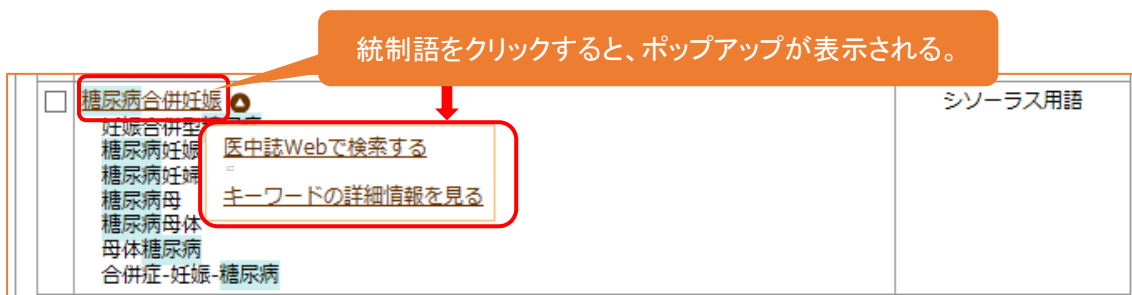 統制語をクリックすると、ポップアップが表示される。
糖尿病合併妊娠
シソーラス用語
妊娠合併型糖尿病
糖尿病妊娠
医中誌Webで検索する
糖尿病妊婦
糖尿病母
キーワードの詳細情報を見る
糖尿病母体
母体糖尿病
合併症-妊娠-糖尿病